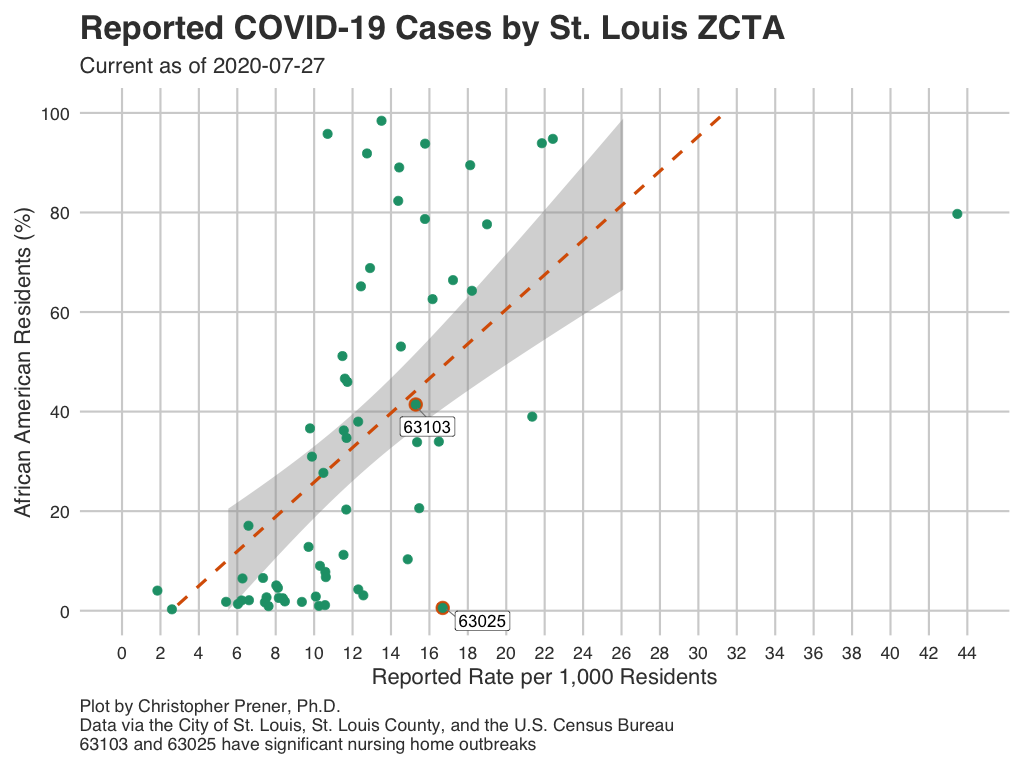 Reported COVID-19 Cases by St. Louis ZCTA
Current as of 2020-07-27
African American Residents (%)
100
80
60
40
20
0
63103
63025
0 2 4 6 8 10 12 14 16 18 20 22 24 26 28 30 32 34 36 38 40 42 44
Reported Rate per 1,000 Residents
Plot by Christopher Prener, Ph.D.
Data via the City of St. Louis, St. Louis County, and the U.S. Census Bureau
63103 and 63025 have significant nursing home outbreaks